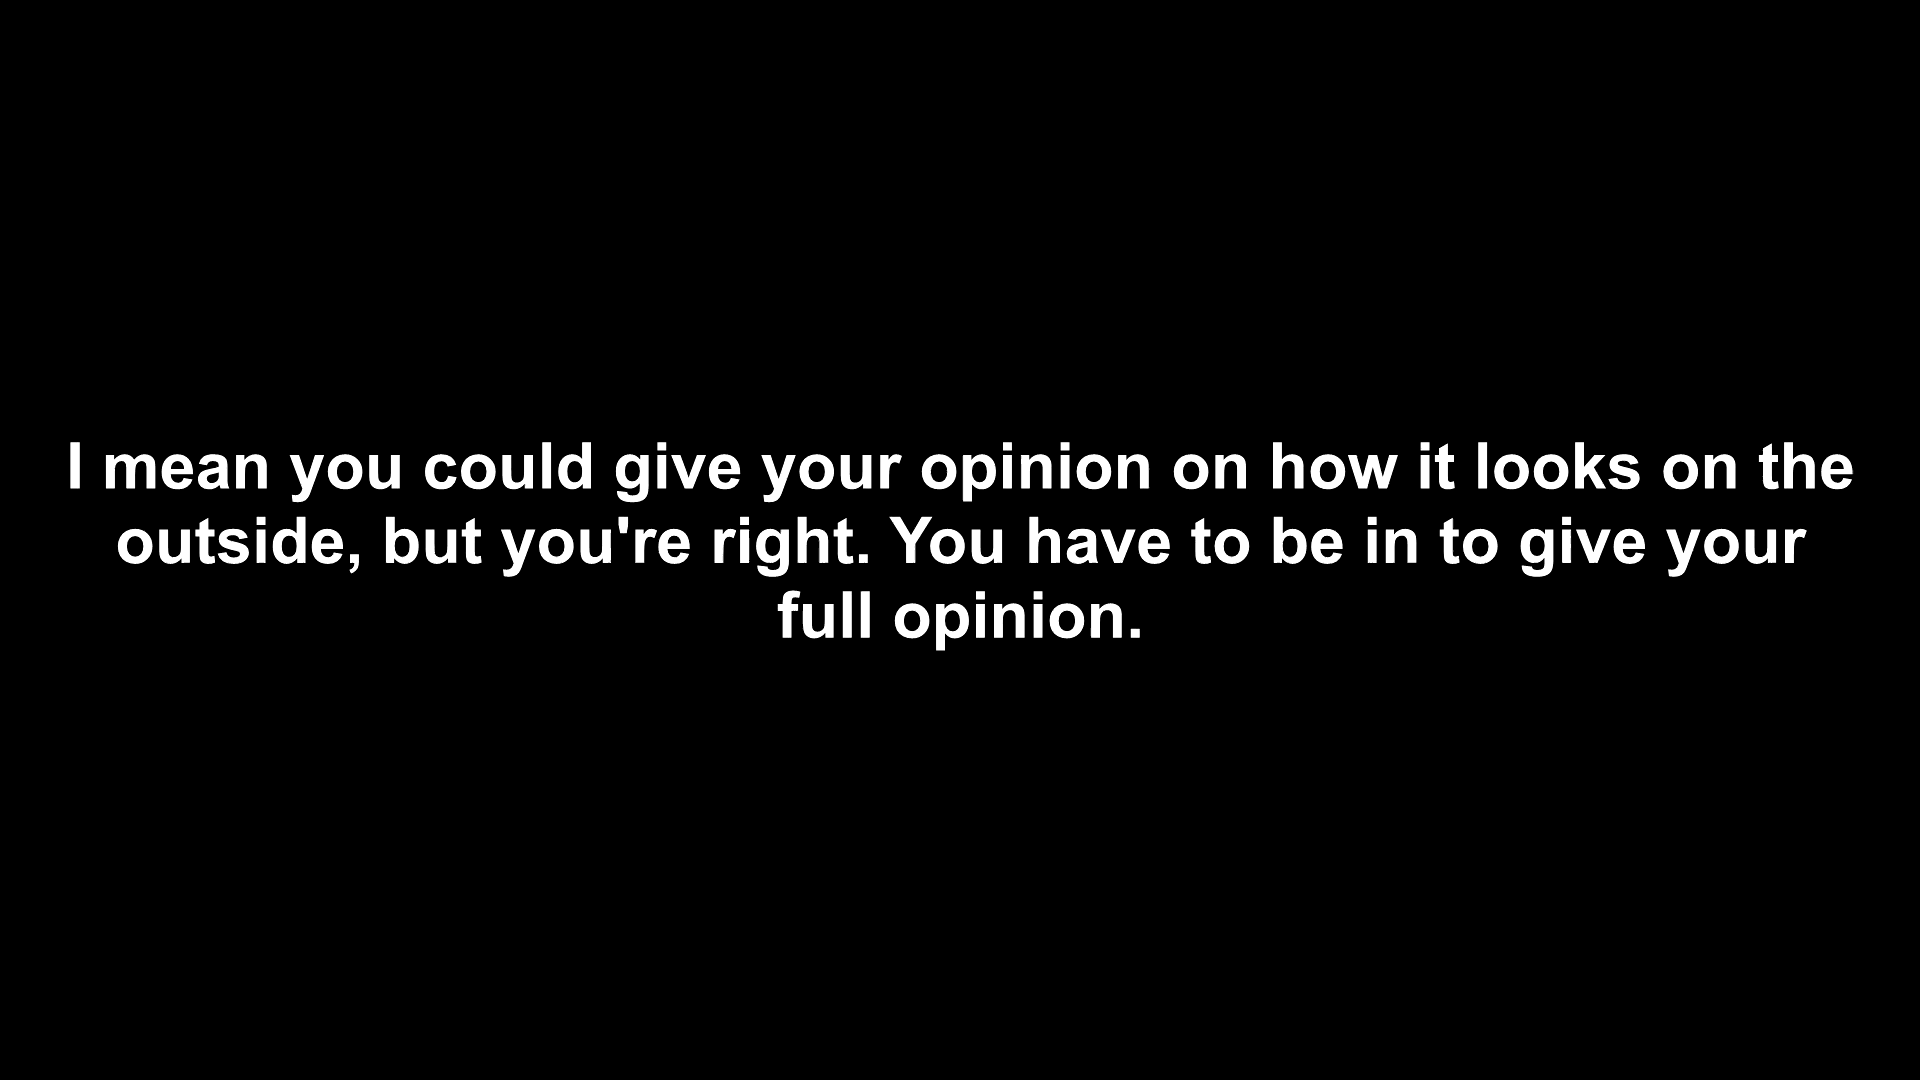 I mean you could give your opinion on how it looks on the
outside, but you're right. You have to be in to give your
full opinion.